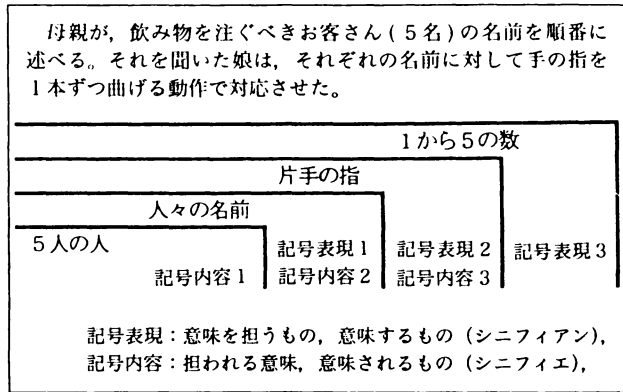 母親が，飲み物を注ぐべきお客さん（5名）の名前を順番に
述べる。それを聞いた娘は，それぞれの名前に対して手の指を
1本ずつ曲げる動作で対応させた。
1から5の数
片手の指
人々の名前
5人の人 記号表現1 記号表現2 記号表現3
記号内容1 記号内容2 記号内容3
記号表現：意味を担うもの，意味するもの（シニフィアン），
記号内容：担われる意味，意味されるもの（シニフィエ），